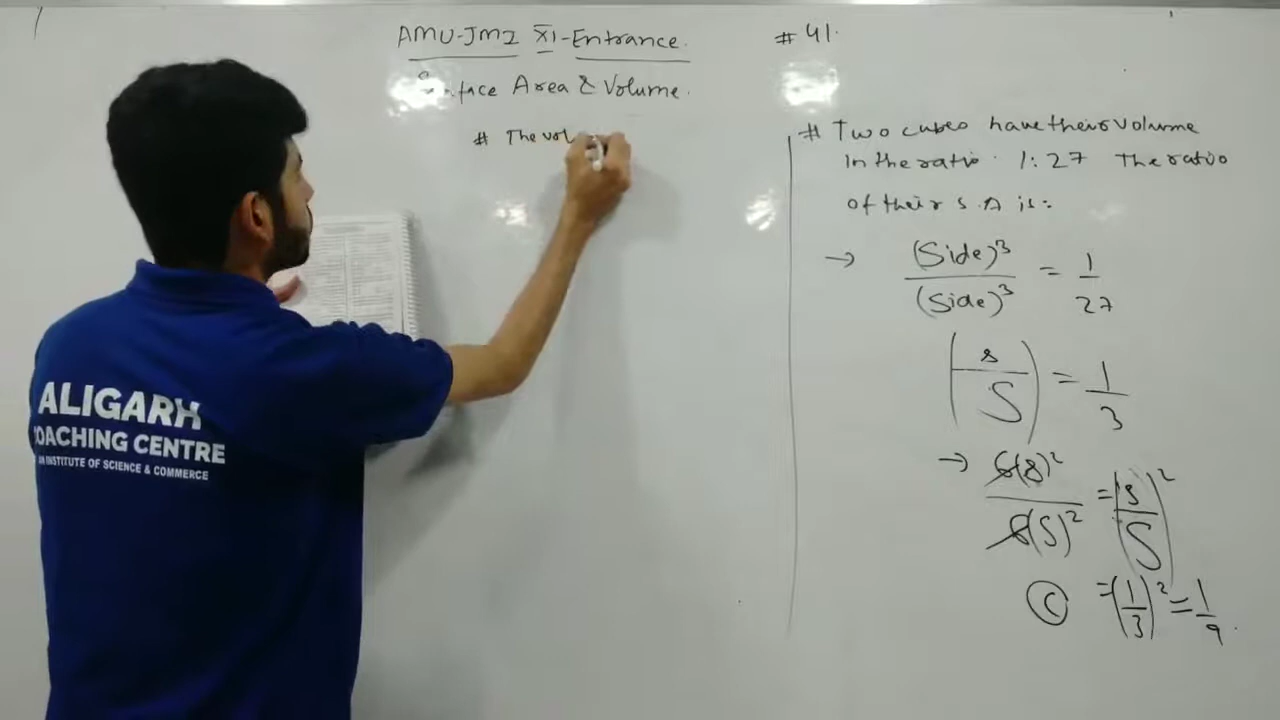 AMU-JMI XI-Entrance.
Surface Area & Volume.
# The vol
# 41.
# Two cubes have their volume
in the ratio. 1:27 The ratio
of their S.A is:
→ (Side)³/(Side)³ = 1/27
(s/S) = 1/3
→ 6(s)²/6(S)² = (s/S)²
(C) = (1/3)² = 1/9.
ALIGARH
COACHING CENTRE
AN INSTITUTE OF SCIENCE & COMMERCE